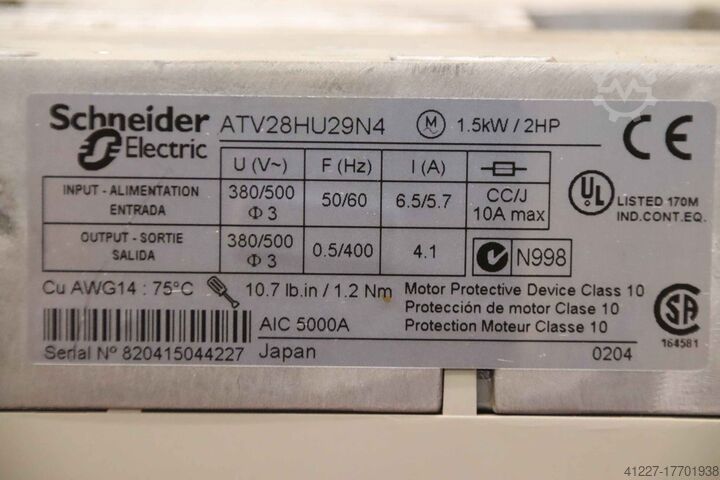 Schneider Electric
ATV28HU29N4 M 1.5kW / 2HP
CE
U (V~) F (Hz) I (A)
INPUT - ALIMENTATION ENTRADA 380/500 Φ 3 50/60 6.5/5.7 CC/J 10A max
OUTPUT - SORTIE SALIDA 380/500 Φ 3 0.5/400 4.1 N998
UL LISTED 170M
IND.CONT.EQ.
Cu AWG14 : 75°C 10.7 lb.in / 1.2 Nm
Motor Protective Device Class 10
Protección de motor Clase 10
Protection Moteur Classe 10
AIC 5000A
Serial Nº 820415044227 Japan
0204
SA
164581
41227-17701938